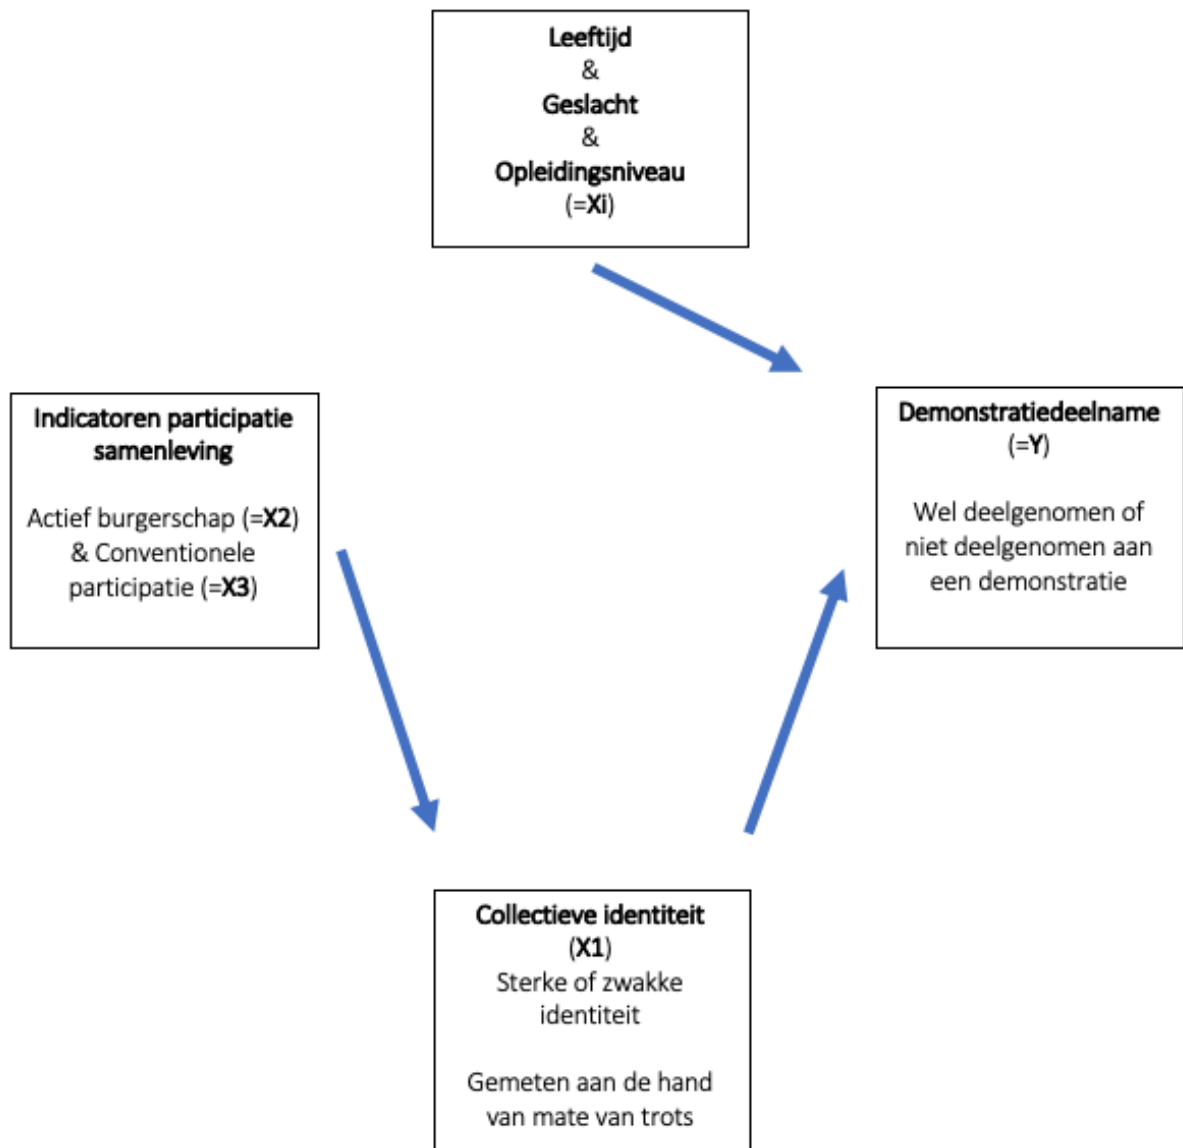 Leeftijd
&
Geslacht
&
Opleidingsniveau
(=Xi)
Indicatoren participatie
samenleving
Actief burgerschap (=X2)
& Conventionele
participatie (=X3)
Demonstratiedeelname
(=Y)
Wel deelgenomen of
niet deelgenomen aan
een demonstratie
Collectieve identiteit
(X1)
Sterke of zwakke
identiteit
Gemeten aan de hand
van mate van trots